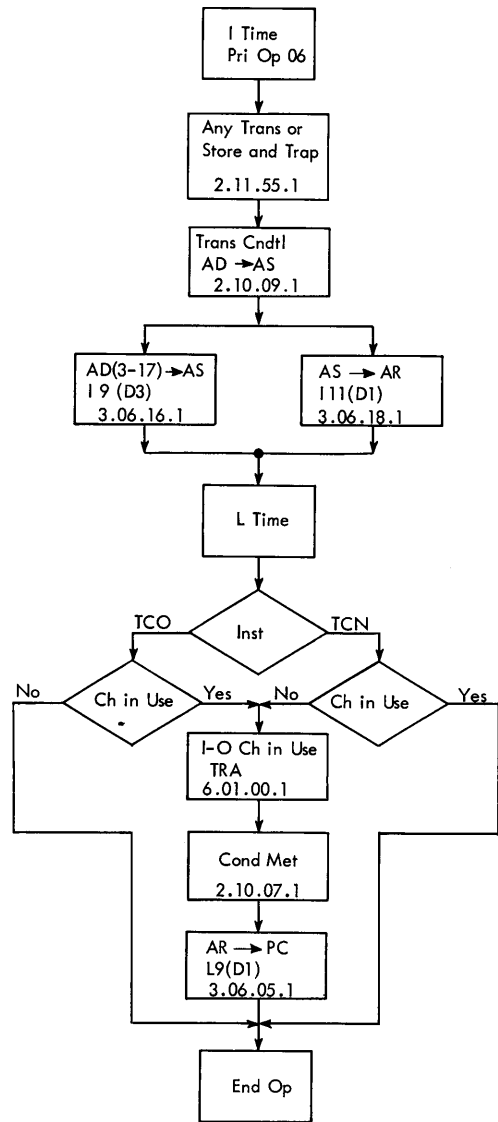 I Time
Pri Op 06
Any Trans or
Store and Trap
2.11.55.1
Trans Cndtl
AD → AS
2.10.09.1
AD(3-17) → AS
I 9 (D3)
3.06.16.1
AS → AR
I11(D1)
3.06.18.1
L Time
TCO
Inst
TCN
No
Ch in Use
Yes
No
Ch in Use
Yes
I-O Ch in Use
TRA
6.01.00.1
Cond Met
2.10.07.1
AR → PC
L9(D1)
3.06.05.1
End Op